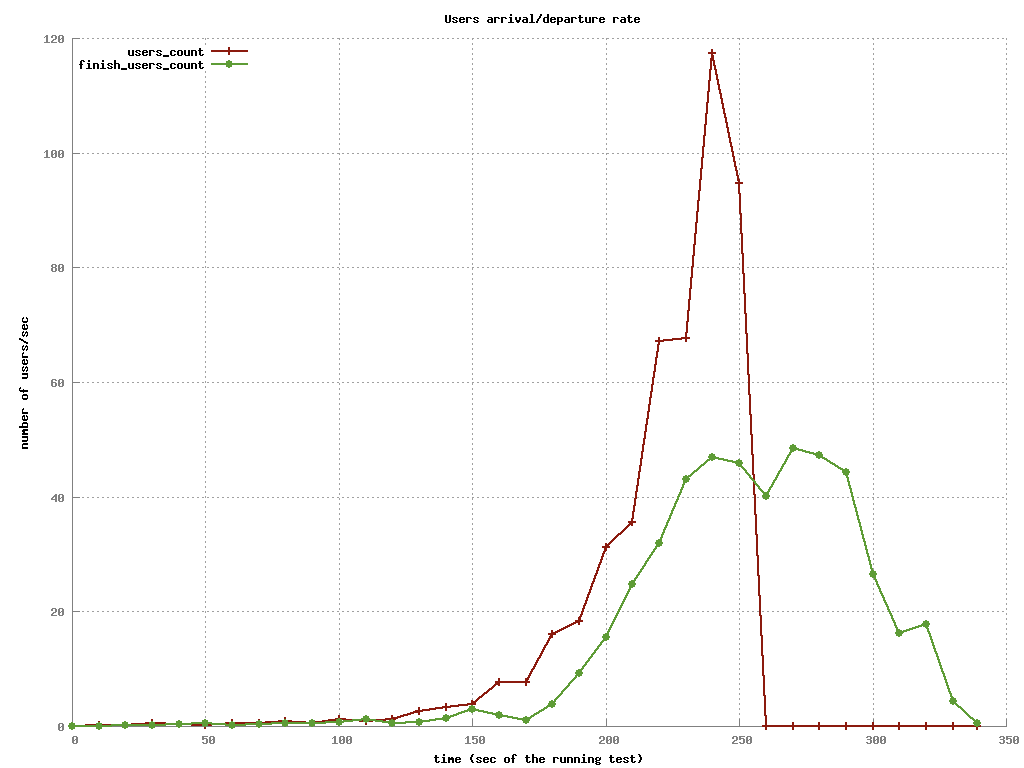 Users arrival/departure rate
users_count
finish_users_count
120
100
80
60
40
20
0
number of users/sec
0 50 100 150 200 250 300 350
time (sec of the running test)